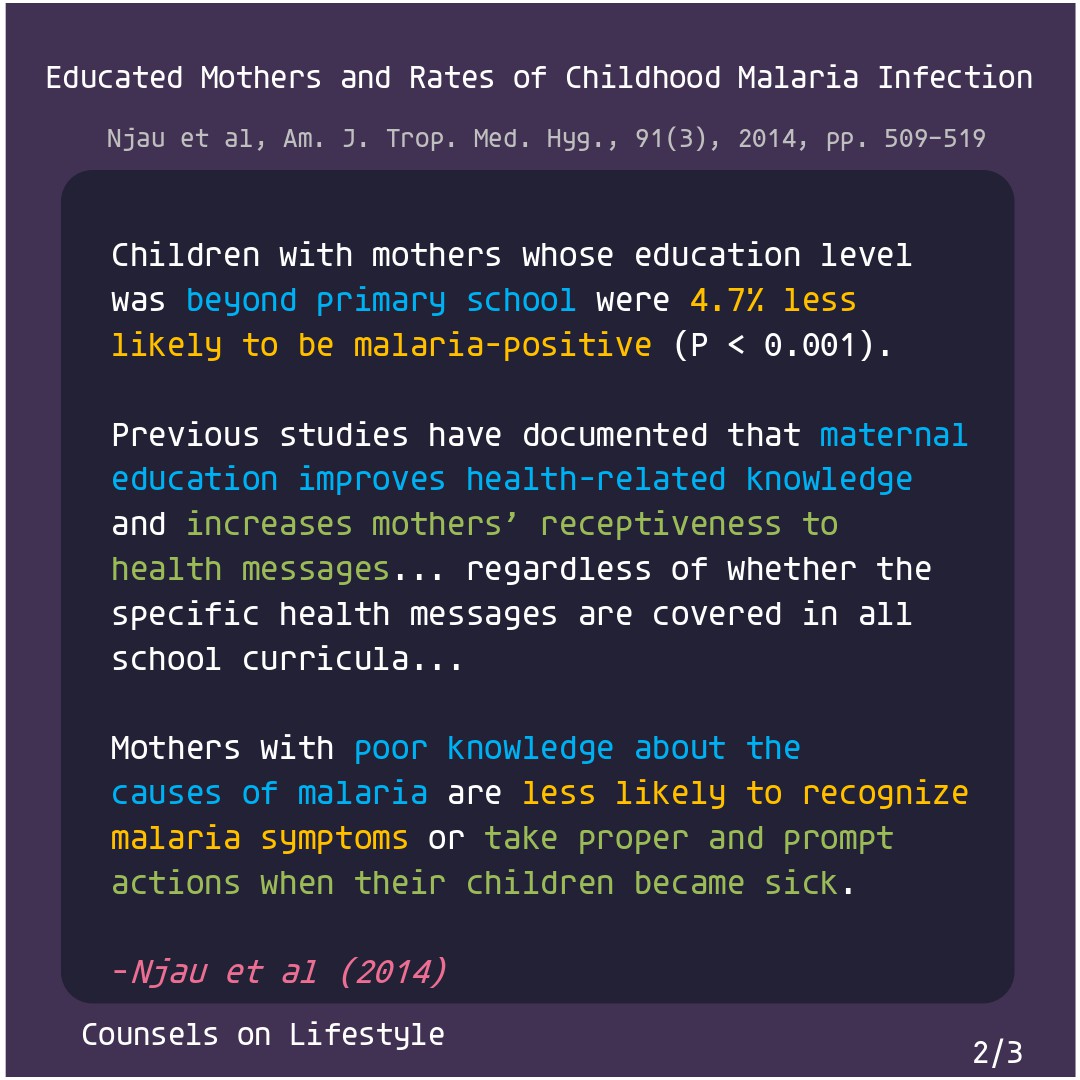 Educated Mothers and Rates of Childhood Malaria Infection
Njau et al, Am. J. Trop. Med. Hyg., 91(3), 2014, pp. 509-519
Children with mothers whose education level
was beyond primary school were 4.7% less
likely to be malaria-positive (P < 0.001).
Previous studies have documented that maternal
education improves health-related knowledge
and increases mothers’ receptiveness to
health messages... regardless of whether the
specific health messages are covered in all
school curricula...
Mothers with poor knowledge about the
causes of malaria are less likely to recognize
malaria symptoms or take proper and prompt
actions when their children became sick.
-Njau et al (2014)
Counsels on Lifestyle
2/3